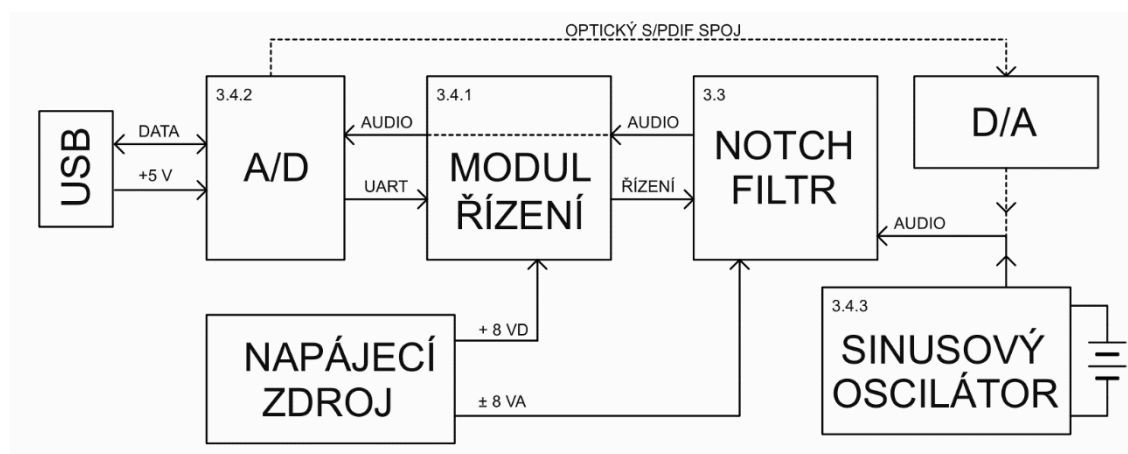 OPTICKÝ S/PDIF SPOJ
3.4.2
3.4.1
3.3
USB
DATA
+5 V
A/D
AUDIO
UART
MODUL
ŘÍZENÍ
AUDIO
ŘÍZENÍ
NOTCH
FILTR
D/A
AUDIO
NAPÁJECÍ
ZDROJ
+ 8 VD
± 8 VA
3.4.3
SINUSOVÝ
OSCILÁTOR